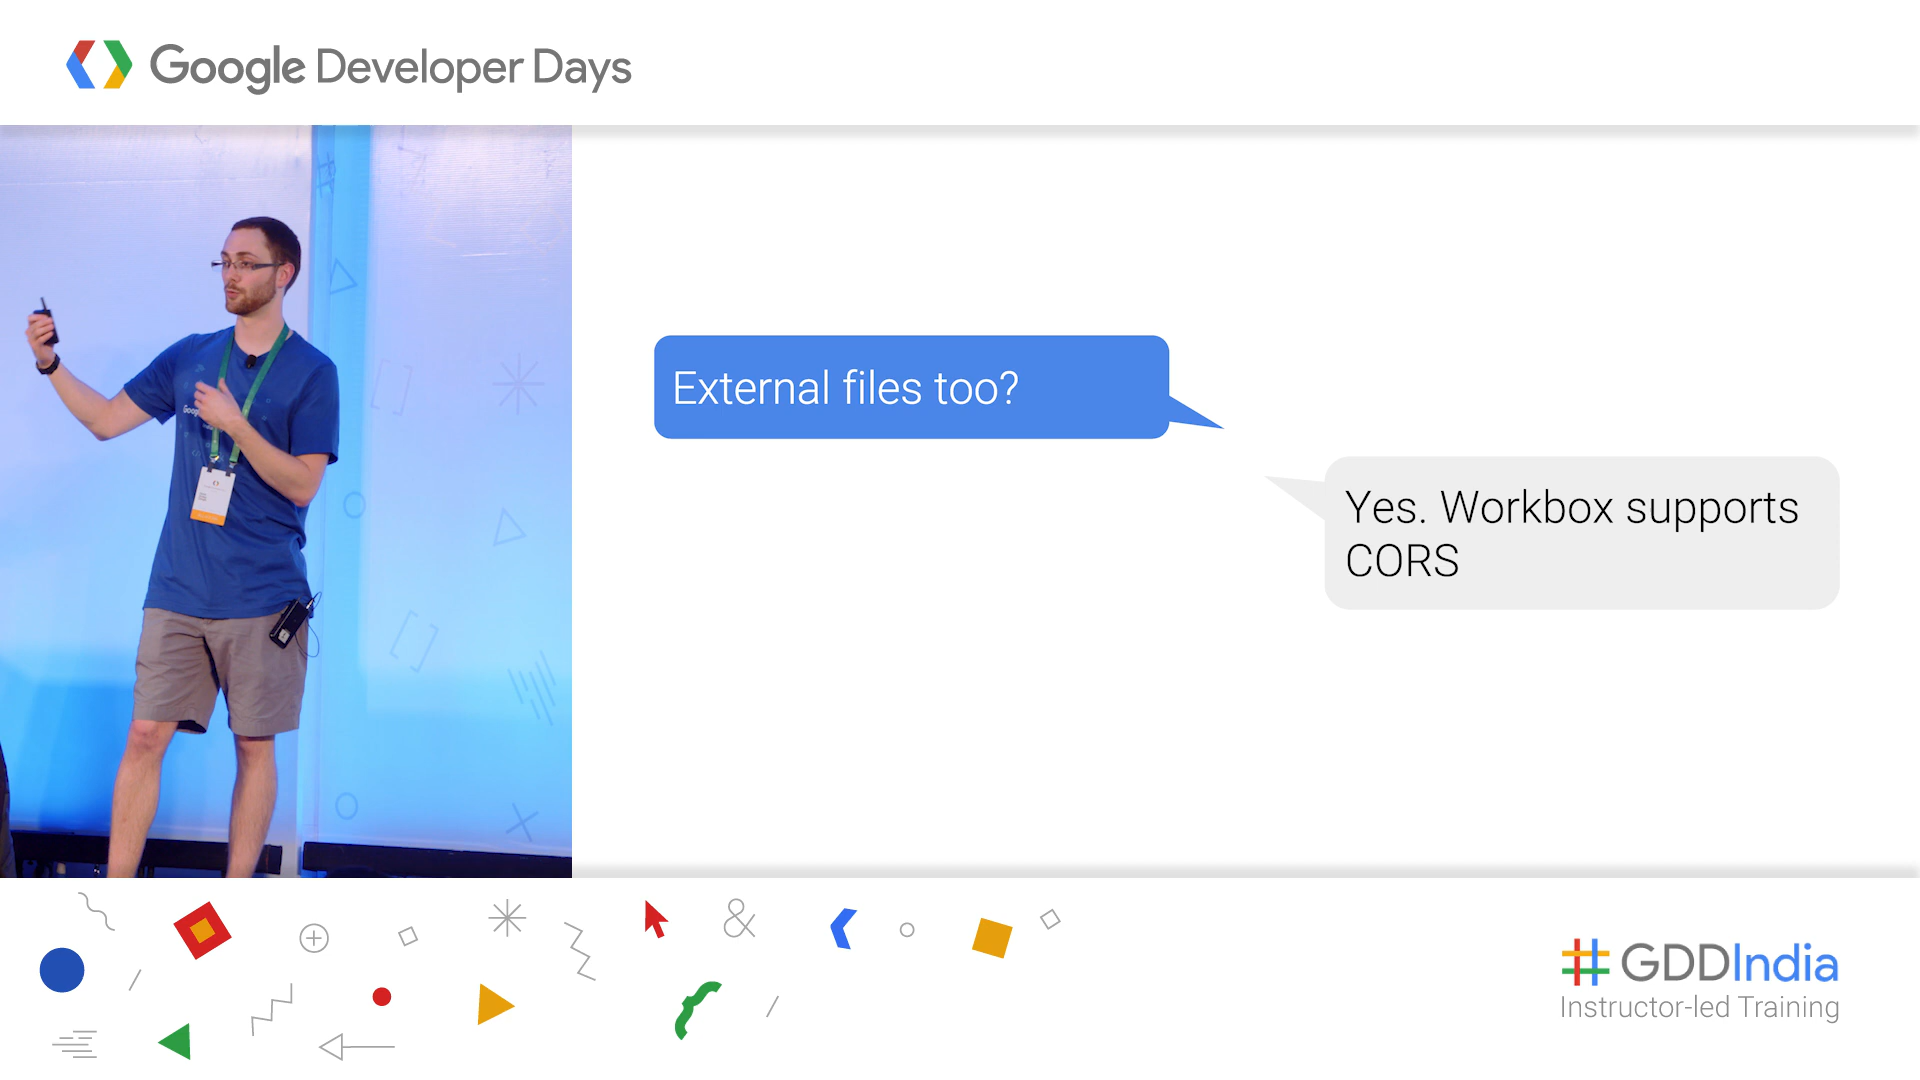 Google Developer Days
External files too?
Yes. Workbox supports
CORS
&
#GDDIndia
Instructor-led Training